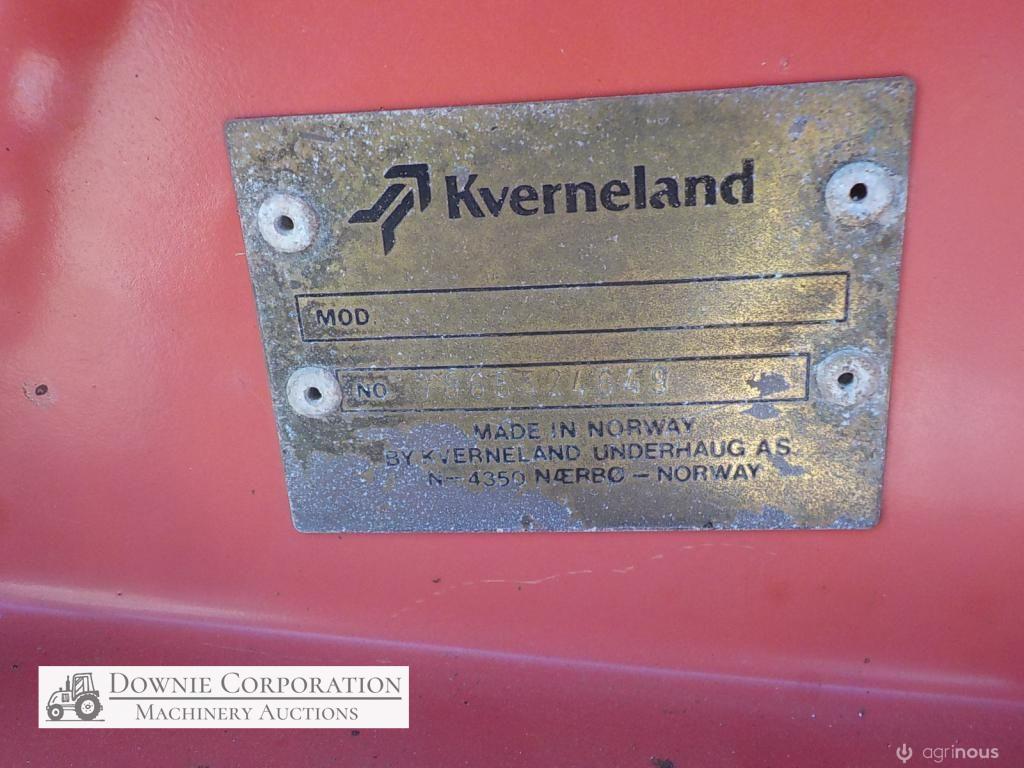 Kverneland
MOD
NO
MADE IN NORWAY
BY KVERNELAND UNDERHAUG AS
N-4350 NÆRBØ - NORWAY
DOWNIE CORPORATION
MACHINERY AUCTIONS
agrinous